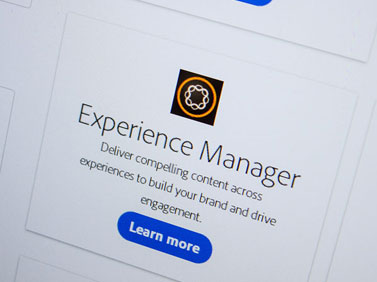 Experience Manager
Deliver compelling content across
experiences to build your brand and drive
engagement.
Learn more